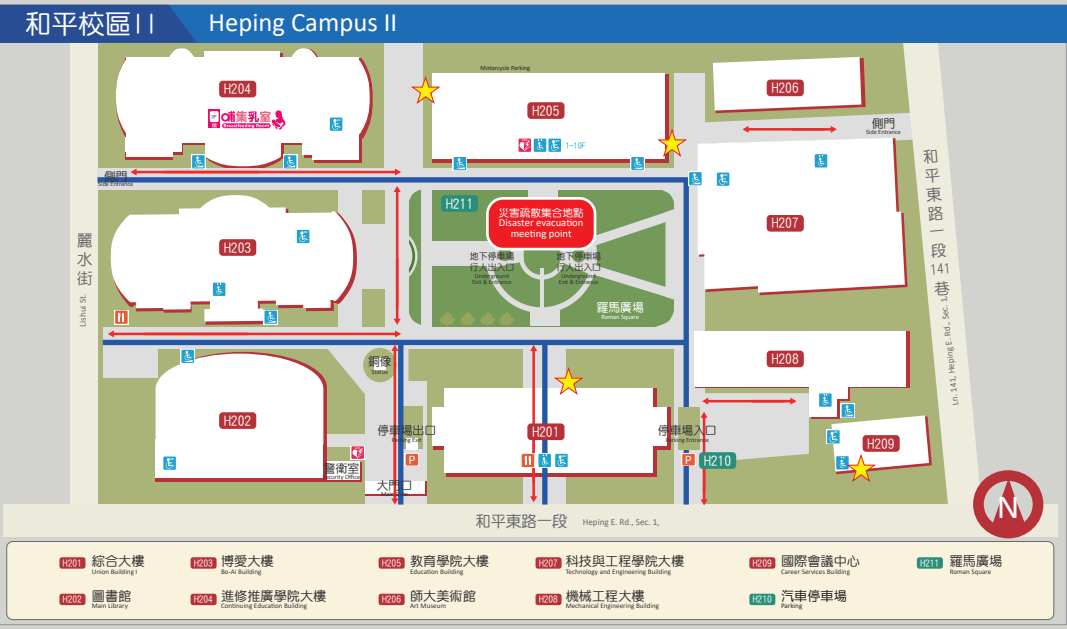 和平校區II Heping Campus II
Motorcycle Parking
H204
哺集乳室
Breastfeeding Room
H205
1-10F
H206
側門
Side Entrance
側門
Side Entrance
H211
災害疏散集合地點
Disaster evacuation
meeting point
H207
和平東路一段141巷
Ln. 141, Heping E. Rd., Sec. 1,
麗水街
Lishui St.
H203
地下停車場
行人出入口
Underground
Exit & Entrance
地下停車場
行人出入口
Underground
Exit & Entrance
羅馬廣場
Roman Square
銅像
Statue
H208
H202
停車場出口
Parking Exit
P
H201
停車場入口
Parking Entrance
P
H210
H209
警衛室
Security Office
大門口
N
和平東路一段 Heping E. Rd., Sec. 1,
H201 綜合大樓
Union Building I
H203 博愛大樓
Bo-Ai Building
H205 教育學院大樓
Education Building
H207 科技與工程學院大樓
Technology and Engineering Building
H209 國際會議中心
Career Services Building
H211 羅馬廣場
Roman Square
H202 圖書館
Main Library
H204 進修推廣學院大樓
Continuing Education Building
H206 師大美術館
Art Museum
H208 機械工程大樓
Mechanical Engineering Building
H210 汽車停車場
Parking